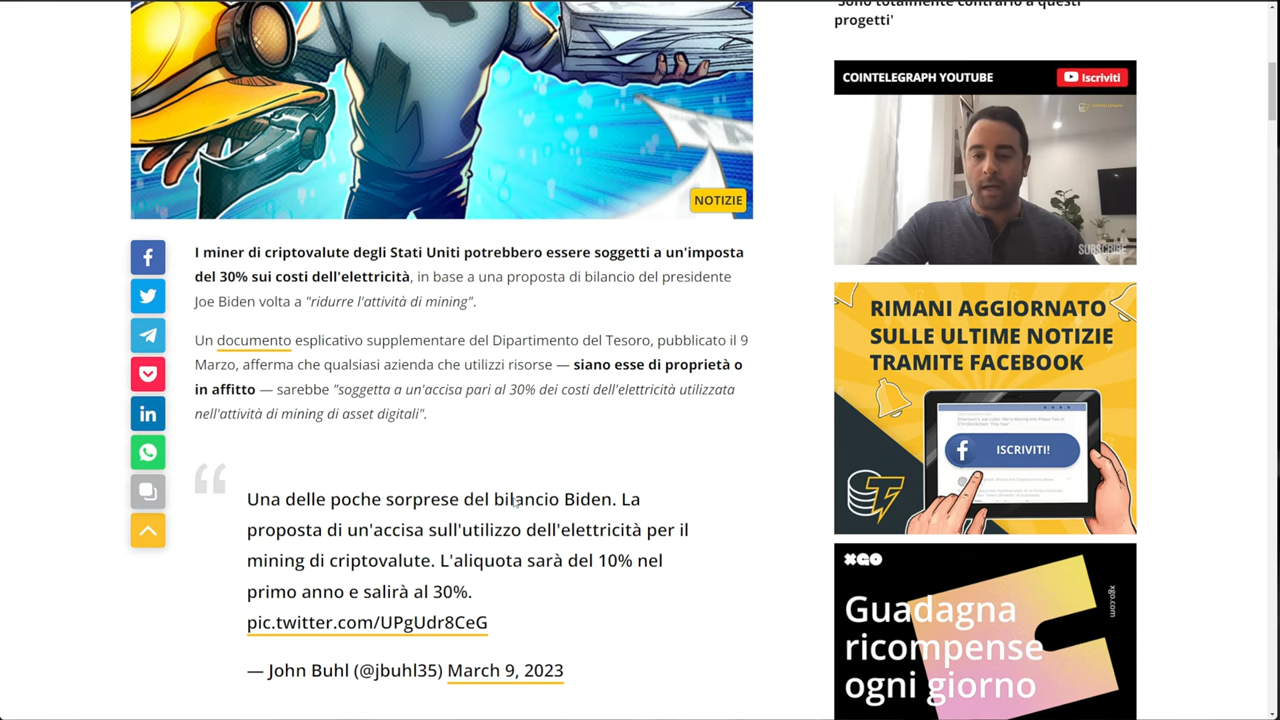 NOTIZIE
I miner di criptovalute degli Stati Uniti potrebbero essere soggetti a un'imposta
del 30% sui costi dell'elettricità, in base a una proposta di bilancio del presidente
Joe Biden volta a "ridurre l'attività di mining".
Un documento esplicativo supplementare del Dipartimento del Tesoro, pubblicato il 9
Marzo, afferma che qualsiasi azienda che utilizzi risorse — siano esse di proprietà o
in affitto — sarebbe "soggetta a un'accisa pari al 30% dei costi dell'elettricità utilizzata
nell'attività di mining di asset digitali".
Una delle poche sorprese del bilancio Biden. La
proposta di un'accisa sull'utilizzo dell'elettricità per il
mining di criptovalute. L'aliquota sarà del 10% nel
primo anno e salirà al 30%.
pic.twitter.com/UPgUdr8CeG
— John Buhl (@jbuhl35) March 9, 2023
'Sono totalmente contrario a questi
progetti'
COINTELEGRAPH YOUTUBE
Iscriviti
SUBSCRIBE
RIMANI AGGIORNATO
SULLE ULTIME NOTIZIE
TRAMITE FACEBOOK
ISCRIVITI!
XGO
xgo.com
Guadagna
ricompense
ogni giorno